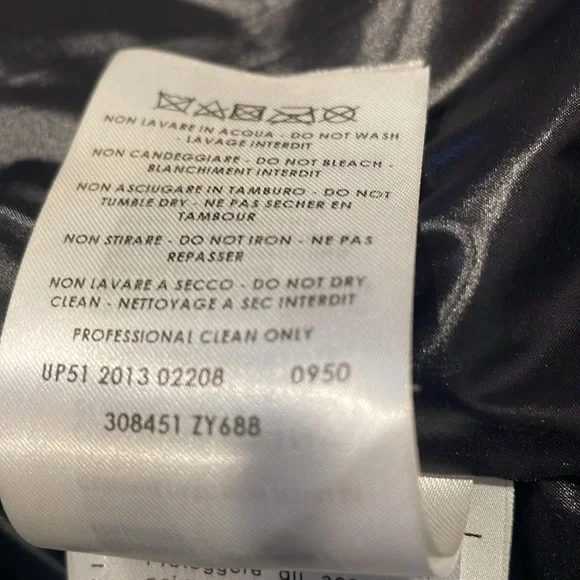 NON LAVARE IN ACQUA - DO NOT WASH
- LAVAGE INTERDIT
NON CANDEGGIARE - DO NOT BLEACH -
BLANCHIMENT INTERDIT
NON ASCIUGARE IN TAMBURO - DO NOT
TUMBLE DRY - NE PAS SECHER EN
TAMBOUR
NON STIRARE - DO NOT IRON - NE PAS
REPASSER
NON LAVARE A SECCO - DO NOT DRY
CLEAN - NETTOYAGE A SEC INTERDIT
PROFESSIONAL CLEAN ONLY
UP51 2013 02208 0950
308451 ZY688